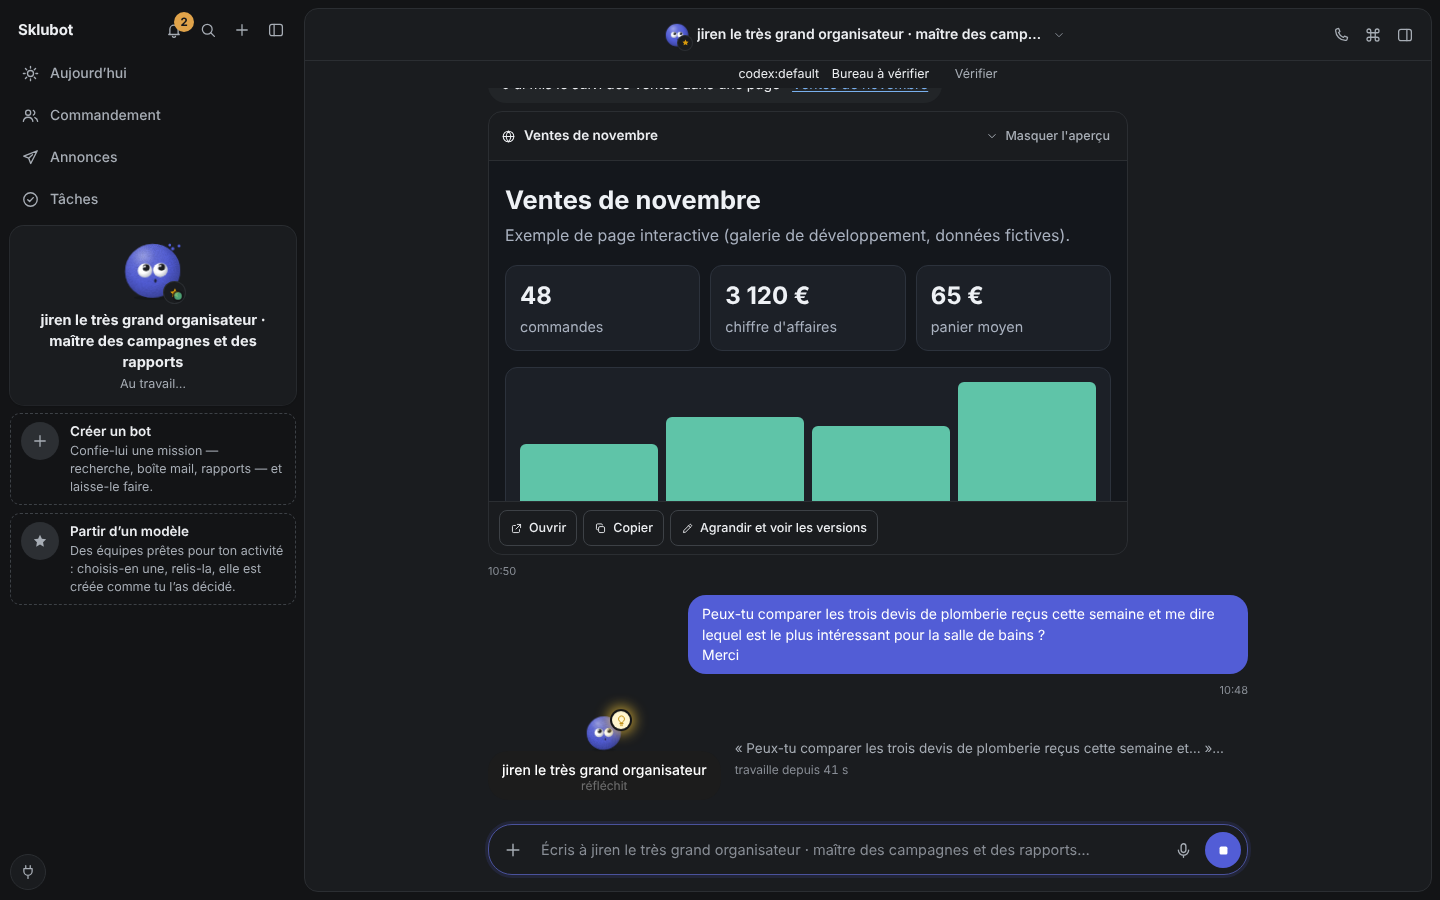 Sklubot
2
Aujourd’hui
Commandement
Annonces
Tâches
jiren le très grand organisateur ·
maître des campagnes et des
rapports
Au travail…
Créer un bot
Confie-lui une mission —
recherche, boîte mail, rapports — et
laisse-le faire.
Partir d’un modèle
Des équipes prêtes pour ton activité
: choisis-en une, relis-la, elle est
créée comme tu l’as décidé.
jiren le très grand organisateur · maître des camp…
codex:default Bureau à vérifier Vérifier
Ventes de novembre
Masquer l'aperçu
Ventes de novembre
Exemple de page interactive (galerie de développement, données fictives).
48
commandes
3 120 €
chiffre d'affaires
65 €
panier moyen
Ouvrir
Copier
Agrandir et voir les versions
10:50
Peux-tu comparer les trois devis de plomberie reçus cette semaine et me dire
lequel est le plus intéressant pour la salle de bains ?
Merci
10:48
jiren le très grand organisateur
réfléchit
« Peux-tu comparer les trois devis de plomberie reçus cette semaine et… »…
travaille depuis 41 s
Écris à jiren le très grand organisateur · maître des campagnes et des rapports…